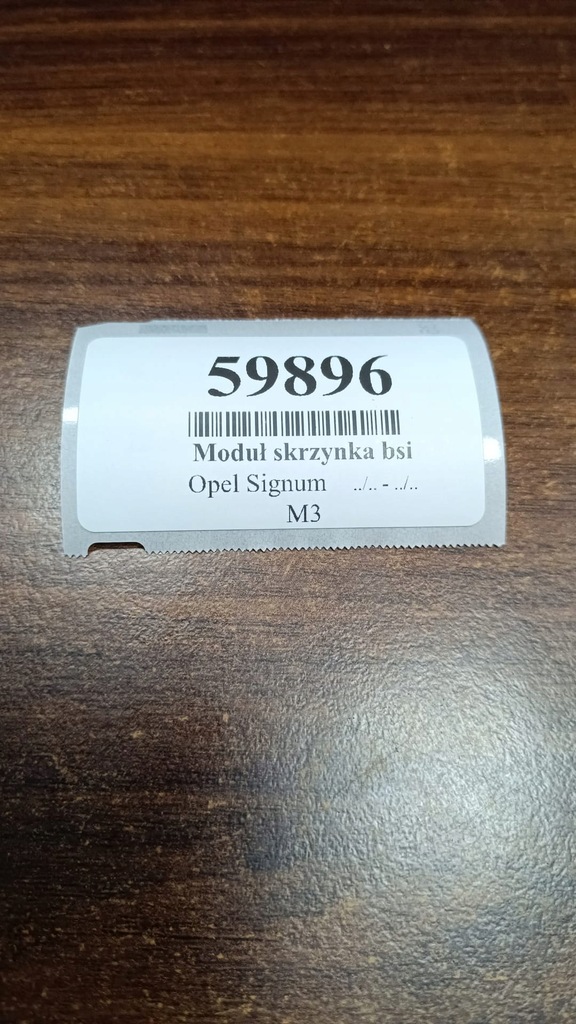 59896
Moduł skrzynka bsi
Opel Signum ../.. - ../..
M3